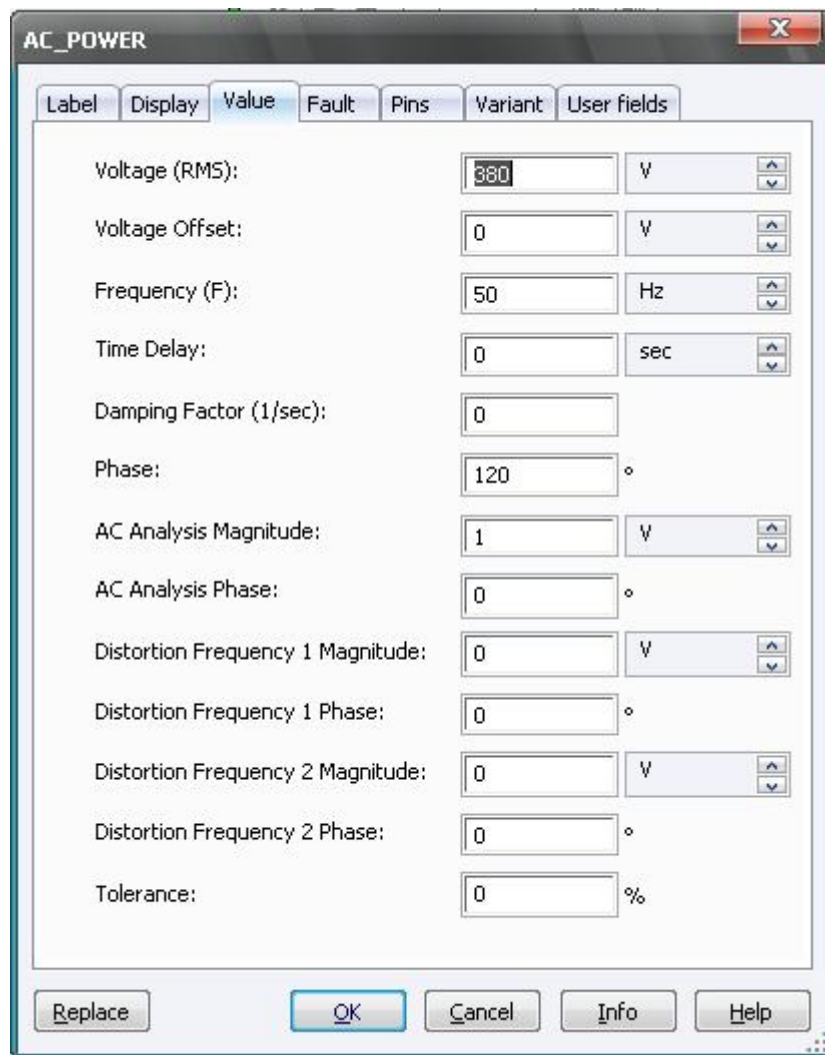 AC_POWER
Label Display Value Fault Pins Variant User fields
Voltage (RMS): 380 V
Voltage Offset: 0 V
Frequency (F): 50 Hz
Time Delay: 0 sec
Damping Factor (1/sec): 0
Phase: 120 °
AC Analysis Magnitude: 1 V
AC Analysis Phase: 0 °
Distortion Frequency 1 Magnitude: 0 V
Distortion Frequency 1 Phase: 0 °
Distortion Frequency 2 Magnitude: 0 V
Distortion Frequency 2 Phase: 0 °
Tolerance: 0 %
Replace OK Cancel Info Help